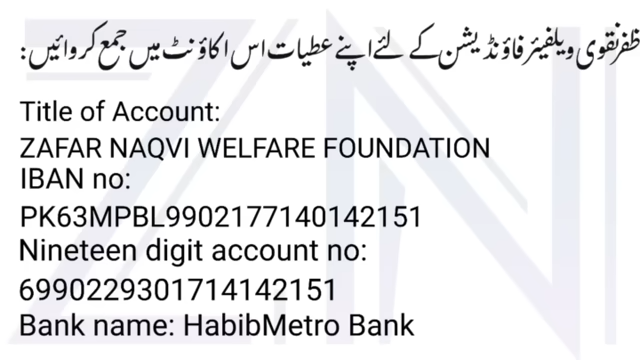 ظفر نقوی ویلفیئر فاؤنڈیشن کے لئے اپنے عطیات اس اکاؤنٹ میں جمع کروائیں:
Title of Account:
ZAFAR NAQVI WELFARE FOUNDATION
IBAN no:
PK63MPBL9902177140142151
Nineteen digit account no:
6990229301714142151
Bank name: HabibMetro Bank